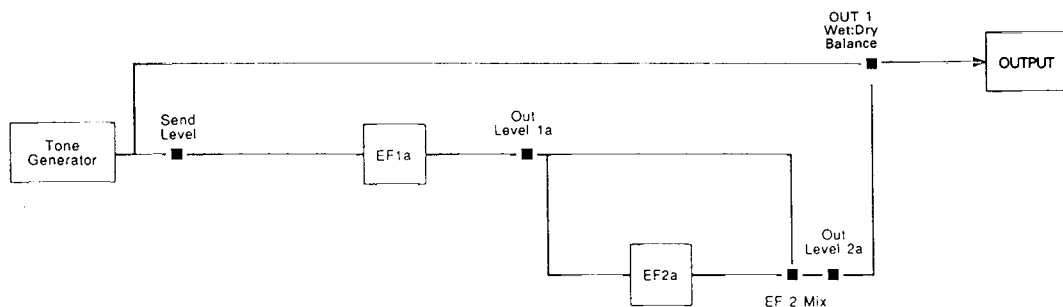 OUT 1
Wet:Dry
Balance
OUTPUT
Send
Level
Out
Level 1a
Tone
Generator
EF1a
Out
Level 2a
EF2a
EF 2 Mix